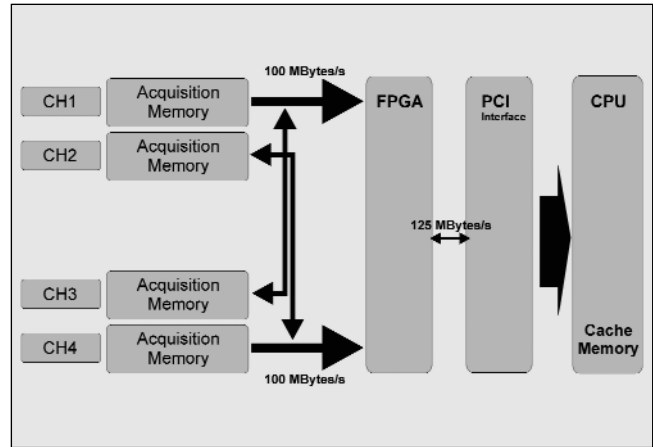 100 MBytes/s
CH1
Acquisition
Memory
FPGA
PCI
Interface
CPU
CH2
Acquisition
Memory
125 MBytes/s
CH3
Acquisition
Memory
CH4
Acquisition
Memory
Cache
Memory
100 MBytes/s